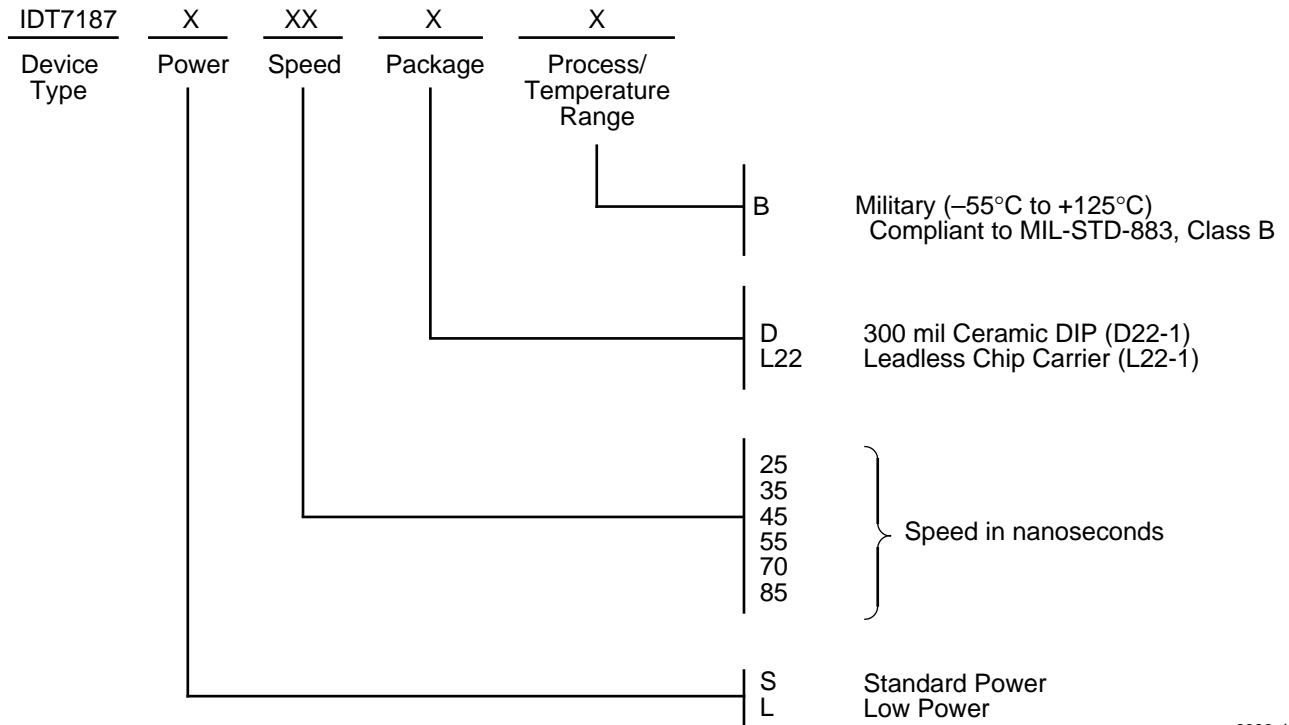 IDT7187 X XX X X
Device Type
Power
Speed
Package
Process/
Temperature
Range
B Military (–55°C to +125°C)
Compliant to MIL-STD-883, Class B
D 300 mil Ceramic DIP (D22-1)
L22 Leadless Chip Carrier (L22-1)
25
35
45
55
70
85
Speed in nanoseconds
S Standard Power
L Low Power